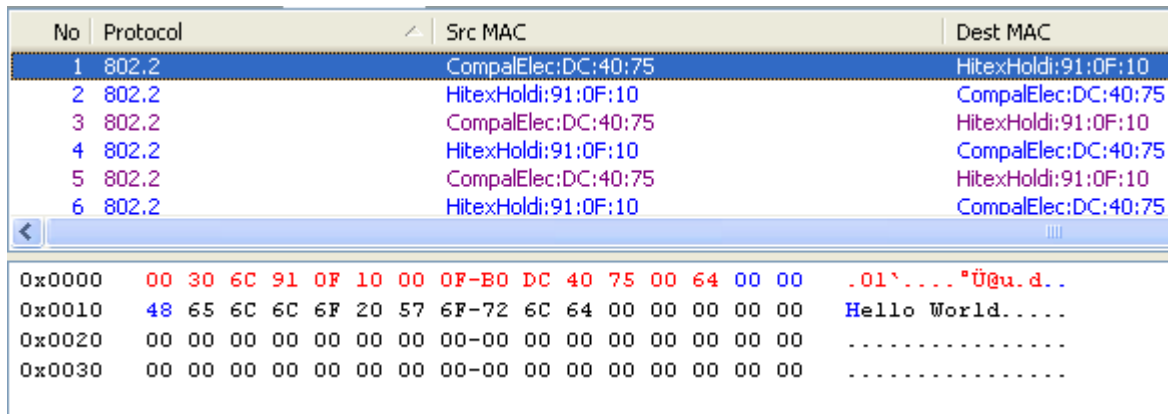 No Protocol Src MAC Dest MAC
1 802.2 CompalElec:DC:40:75 HitexHoldi:91:0F:10
2 802.2 HitexHoldi:91:0F:10 CompalElec:DC:40:75
3 802.2 CompalElec:DC:40:75 HitexHoldi:91:0F:10
4 802.2 HitexHoldi:91:0F:10 CompalElec:DC:40:75
5 802.2 CompalElec:DC:40:75 HitexHoldi:91:0F:10
6 802.2 HitexHoldi:91:0F:10 CompalElec:DC:40:75
0x0000 00 30 6C 91 0F 10 00 0F-B0 DC 40 75 00 64 00 00 .0l`....°Ü@u.d..
0x0010 48 65 6C 6C 6F 20 57 6F-72 6C 64 00 00 00 00 00 Hello World.....
0x0020 00 00 00 00 00 00 00 00-00 00 00 00 00 00 00 00 ................
0x0030 00 00 00 00 00 00 00 00-00 00 00 00 00 00 00 00 ................